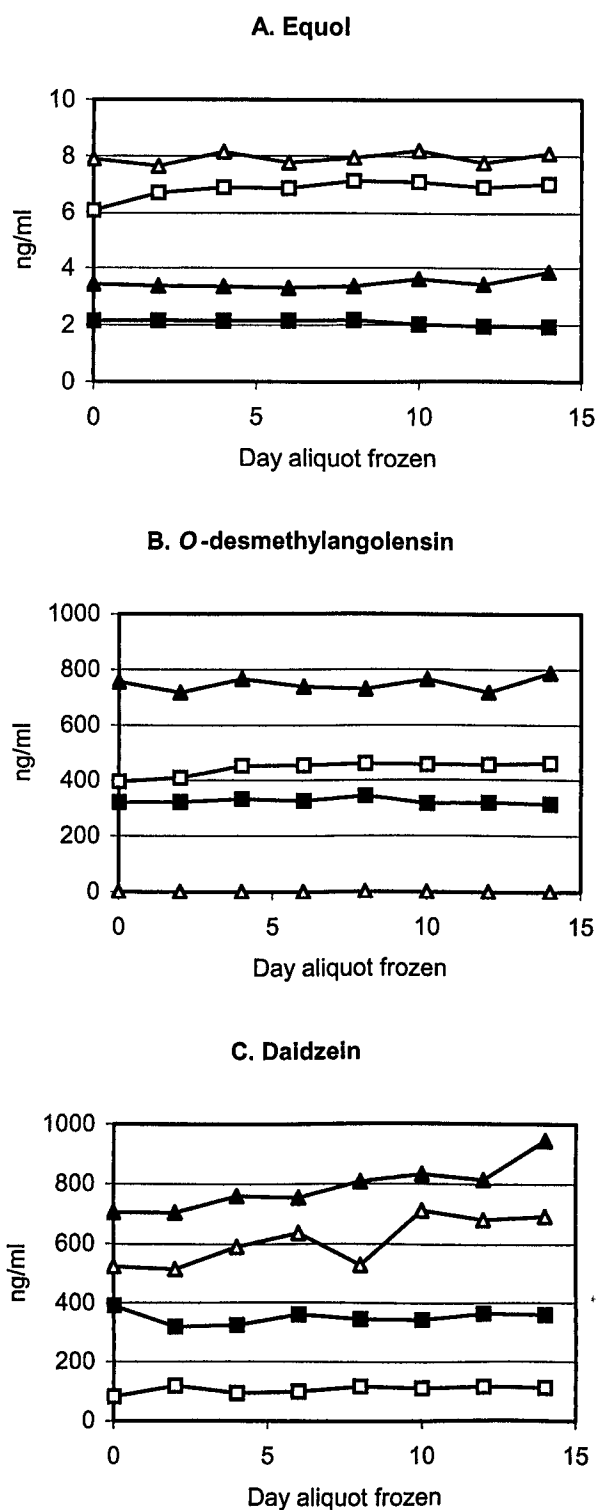 A. Equol
10
8
6
4
2
0
ng/ml
0 5 10 15
Day aliquot frozen
B. O-desmethylangolensin
1000
800
600
400
200
0
ng/ml
0 5 10 15
Day aliquot frozen
C. Daidzein
1000
800
600
400
200
0
ng/ml
0 5 10 15
Day aliquot frozen